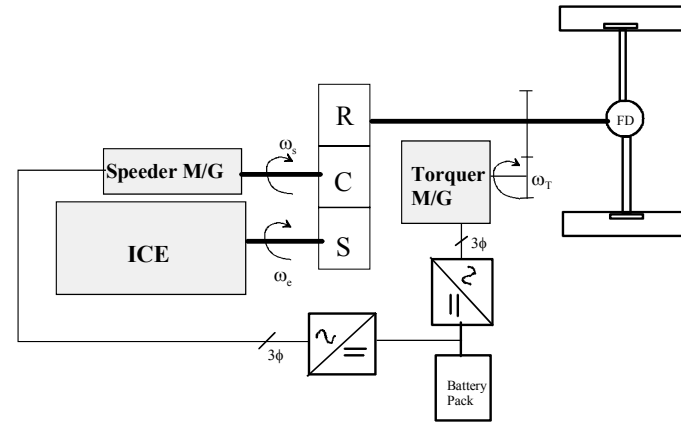 R
FD
ωs
Speeder M/G
C
Torquer
M/G
ωT
ICE
S
ωe
3ϕ
3ϕ
Battery
Pack